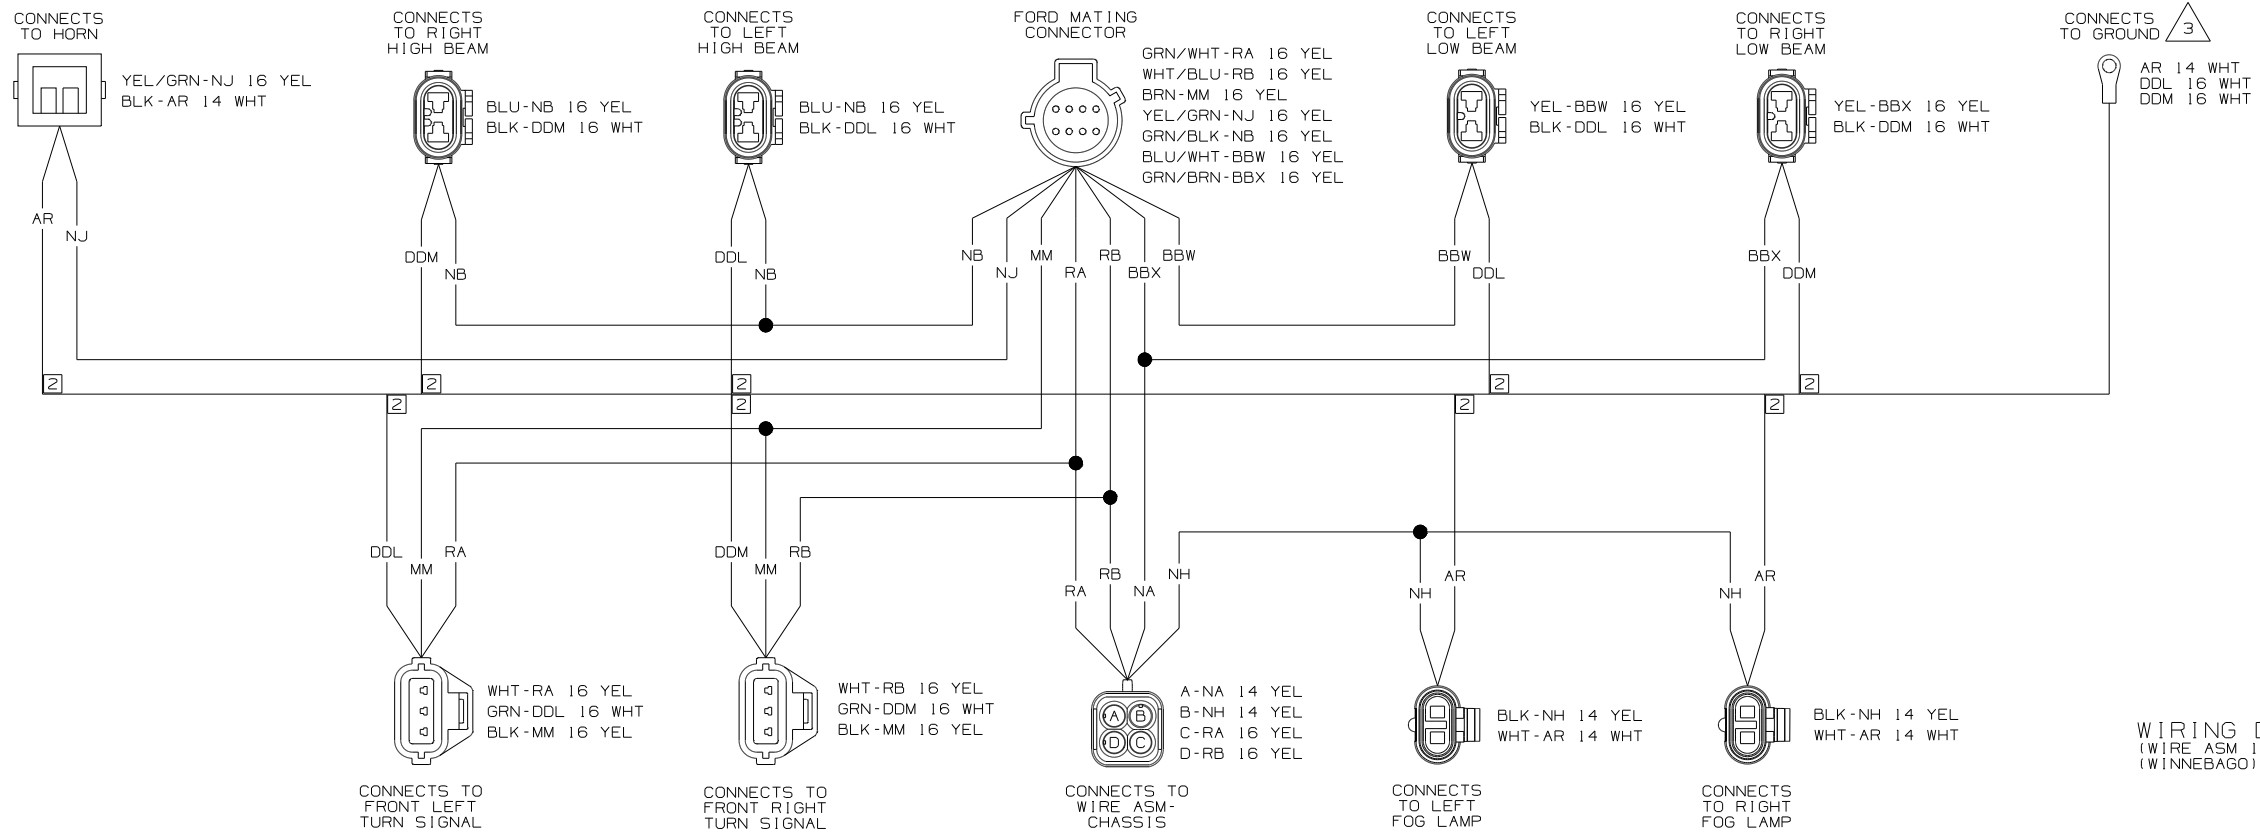 CONNECTS
TO HORN
YEL/GRN-NJ 16 YEL
BLK-AR 14 WHT
CONNECTS
TO RIGHT
HIGH BEAM
BLU-NB 16 YEL
BLK-DDM 16 WHT
CONNECTS
TO LEFT
HIGH BEAM
BLU-NB 16 YEL
BLK-DDL 16 WHT
FORD MATING
CONNECTOR
GRN/WHT-RA 16 YEL
WHT/BLU-RB 16 YEL
BRN-MM 16 YEL
YEL/GRN-NJ 16 YEL
GRN/BLK-NB 16 YEL
BLU/WHT-BBW 16 YEL
GRN/BRN-BBX 16 YEL
CONNECTS
TO LEFT
LOW BEAM
YEL-BBW 16 YEL
BLK-DDL 16 WHT
CONNECTS
TO RIGHT
LOW BEAM
YEL-BBX 16 YEL
BLK-DDM 16 WHT
CONNECTS
TO GROUND
3
AR 14 WHT
DDL 16 WHT
DDM 16 WHT
AR
NJ
DDM
NB
DDL
NB
NB
NJ
MM
RA
RB
BBX
BBW
BBW
DDL
BBX
DDM
2
2
2
2
2
2
2
2
2
DDL
MM
RA
DDM
MM
RB
RA
RB
NA
NH
NH
AR
NH
AR
WHT-RA 16 YEL
GRN-DDL 16 WHT
BLK-MM 16 YEL
CONNECTS TO
FRONT LEFT
TURN SIGNAL
WHT-RB 16 YEL
GRN-DDM 16 WHT
BLK-MM 16 YEL
CONNECTS TO
FRONT RIGHT
TURN SIGNAL
A
B
D
C
A-NA 14 YEL
B-NH 14 YEL
C-RA 16 YEL
D-RB 16 YEL
CONNECTS TO
WIRE ASM-
CHASSIS
BLK-NH 14 YEL
WHT-AR 14 WHT
CONNECTS
TO LEFT
FOG LAMP
BLK-NH 14 YEL
WHT-AR 14 WHT
CONNECTS
TO RIGHT
FOG LAMP
WIRING
(WIRE ASM 1
(WINNEBAGO)